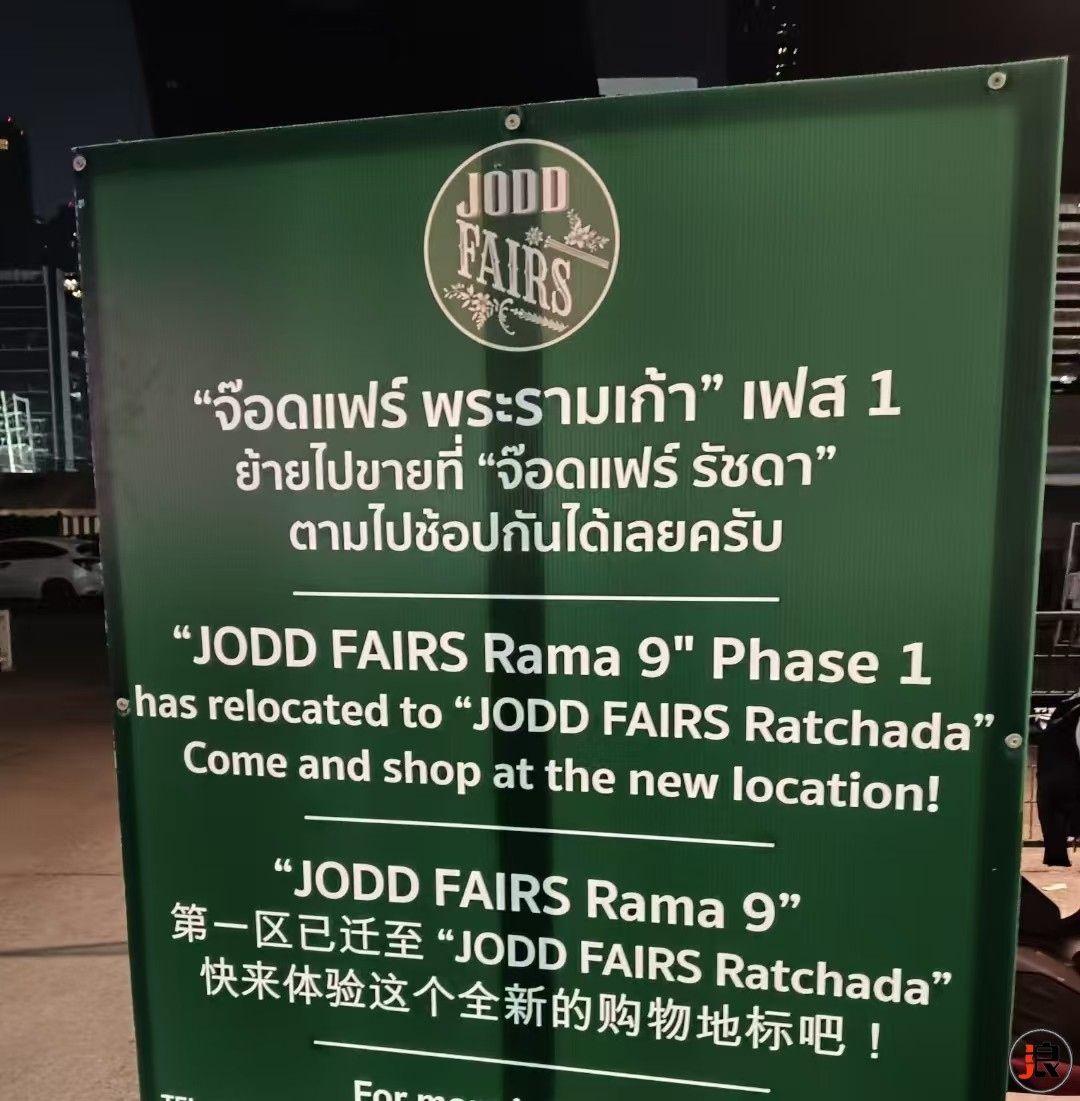 JODD
FAIRS
“จ๊อดแฟร์ พระรามเก้า” เฟส 1
ย้ายไปขายที่ “จ๊อดแฟร์ รัชดา”
ตามไปช้อปกันได้เลยครับ
“JODD FAIRS Rama 9" Phase 1
has relocated to “JODD FAIRS Ratchada”
Come and shop at the new location!
“JODD FAIRS Rama 9”
第一区已迁至 “JODD FAIRS Ratchada”
快来体验这个全新的购物地标吧！
For